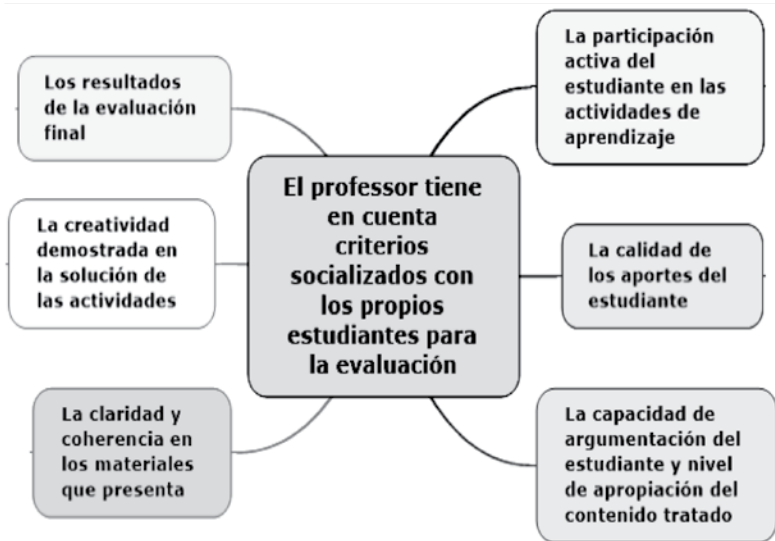 Los resultados
de la evaluación
final
La creatividad
demostrada en
la solución de
las actividades
La claridad y
coherencia en
los materiales
que presenta
El professor tiene
en cuenta
criterios
socializados con
los propios
estudiantes para
la evaluación
La participación
activa del
estudiante en las
actividades de
aprendizaje
La calidad de
los aportes del
estudiante
La capacidad de
argumentación del
estudiante y nivel
de apropiación del
contenido tratado